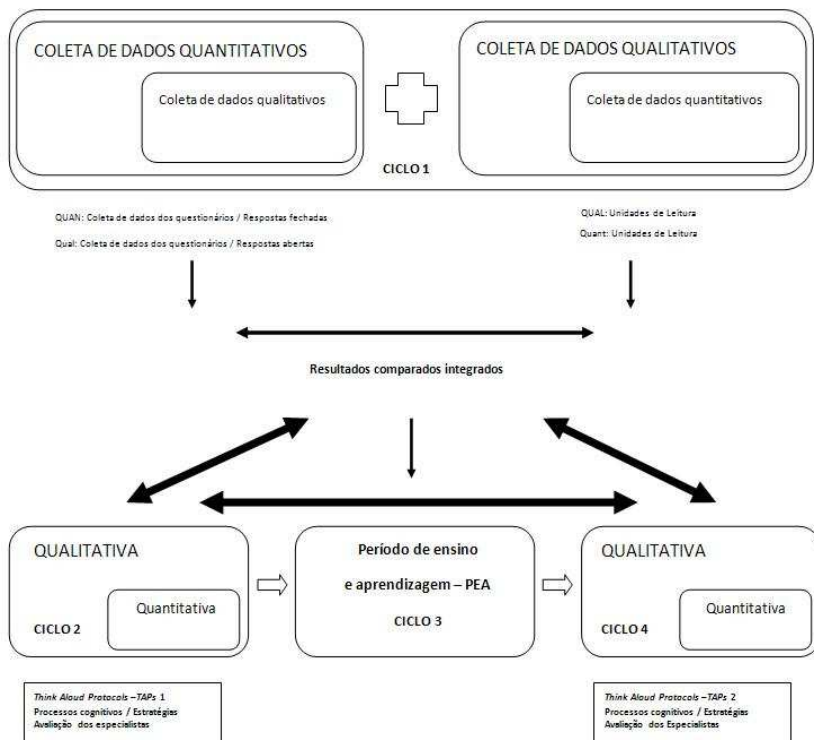 COLETA DE DADOS QUANTITATIVOS
Coleta de dados qualitativos
COLETA DE DADOS QUALITATIVOS
Coleta de dados quantitativos
CICLO 1
QUAN: Coleta de dados dos questionários / Respostas fechadas
Qual: Coleta de dados dos questionários / Respostas abertas
QUAL: Unidades de Leitura
Quant: Unidades de Leitura
Resultados comparados integrados
QUALITATIVA
Quantitativa
CICLO 2
Período de ensino
e aprendizagem – PEA
CICLO 3
QUALITATIVA
Quantitativa
CICLO 4
Think Aloud Protocols –TAPs 1
Processos cognitivos / Estratégias
Avaliação dos especialistas
Think Aloud Protocols –TAPs 2
Processos cognitivos / Estratégias
Avaliação dos Especialistas